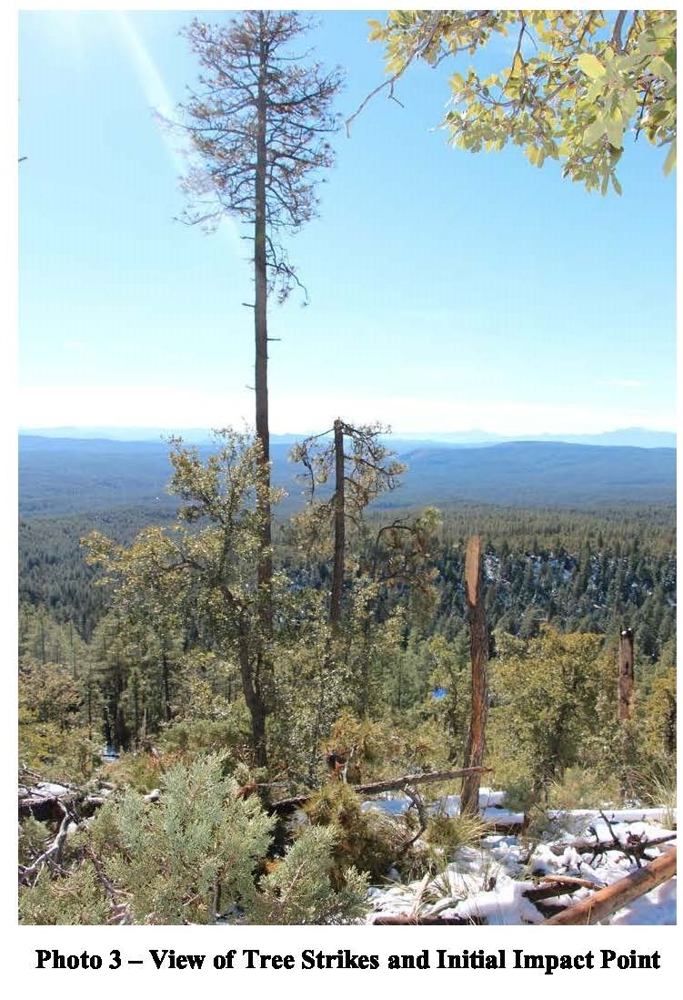 Photo 3 – View of Tree Strikes and Initial Impact Point